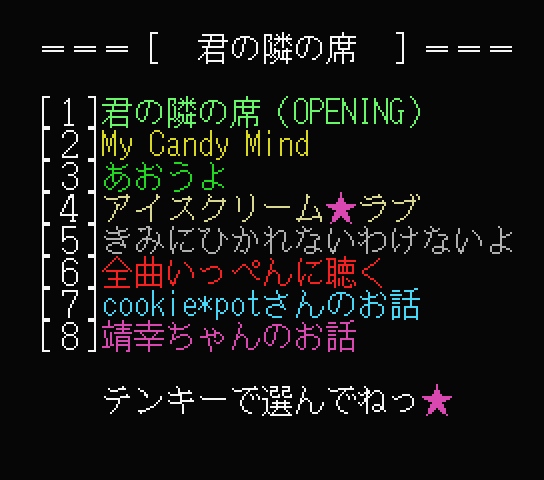 ＝＝＝[　君の隣の席　]＝＝＝
[1]君の隣の席（OPENING）
[2]My Candy Mind
[3]あおうよ
[4]アイスクリーム★ラブ
[5]きみにひかれないわけないよ
[6]全曲いっぺんに聴く
[7]cookie*potさんのお話
[8]靖幸ちゃんのお話
テンキーで選んでねっ★